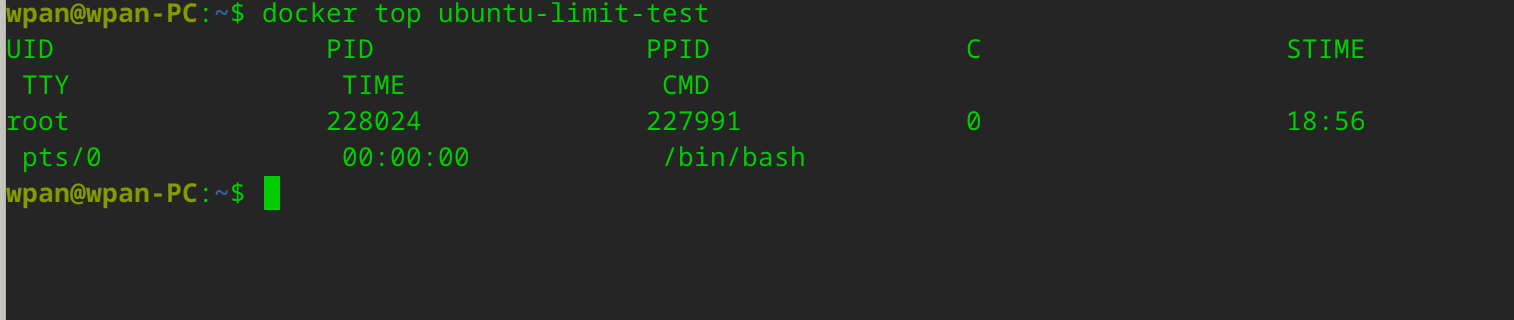 wpan@wpan-PC:~$ docker top ubuntu-limit-test
UID                 PID                 PPID                C                   STIME
 TTY                 TIME                CMD
root                228024              227991              0                   18:56
 pts/0               00:00:00            /bin/bash
wpan@wpan-PC:~$